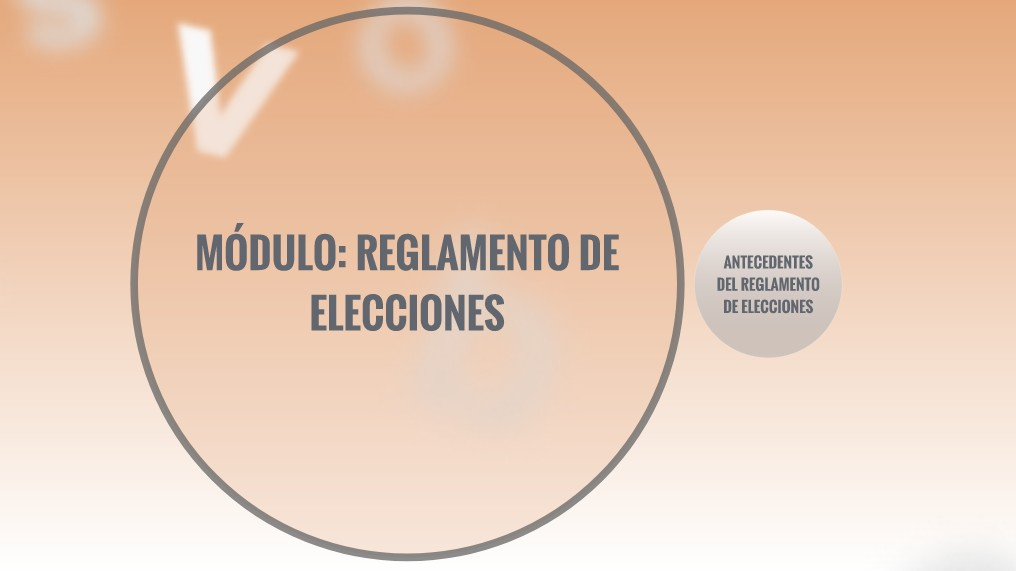 S
V
O
MÓDULO: REGLAMENTO DE
ELECCIONES
ANTECEDENTES
DEL REGLAMENTO
DE ELECCIONES